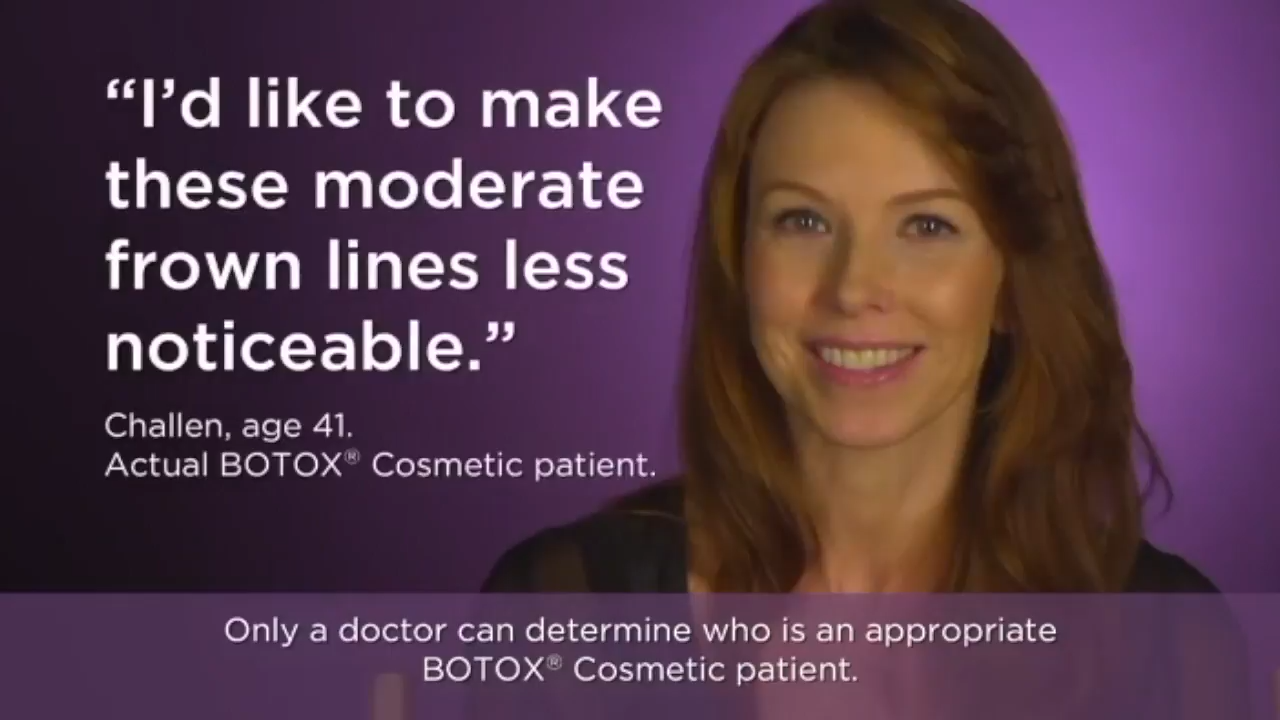 “I’d like to make
these moderate
frown lines less
noticeable.”
Challen, age 41.
Actual BOTOX® Cosmetic patient.
Only a doctor can determine who is an appropriate
BOTOX® Cosmetic patient.